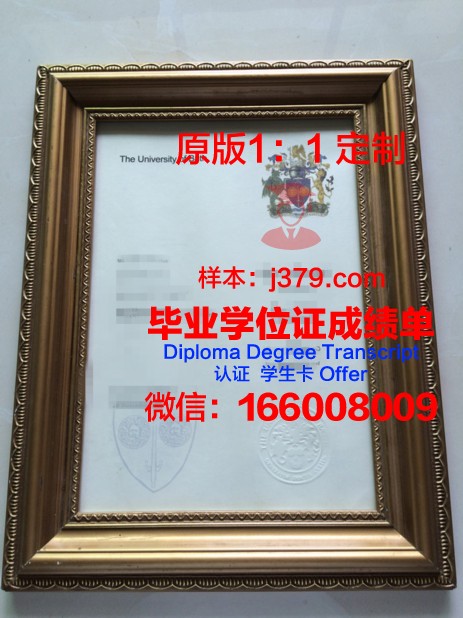 原版1：1 定制
The University
样本：j379.com
毕业学位证成绩单
Diploma Degree Transcript
认证 学生卡 Offer
微信：166008009